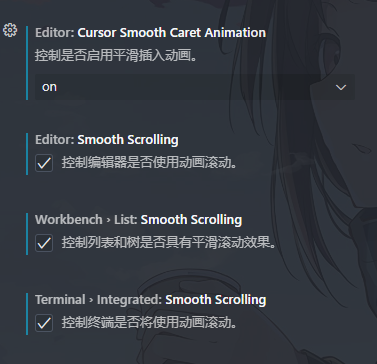 Editor: Cursor Smooth Caret Animation
控制是否启用平滑插入动画。
on
Editor: Smooth Scrolling
控制编辑器是否使用动画滚动。
Workbench › List: Smooth Scrolling
控制列表和树是否具有平滑滚动效果。
Terminal › Integrated: Smooth Scrolling
控制终端是否将使用动画滚动。